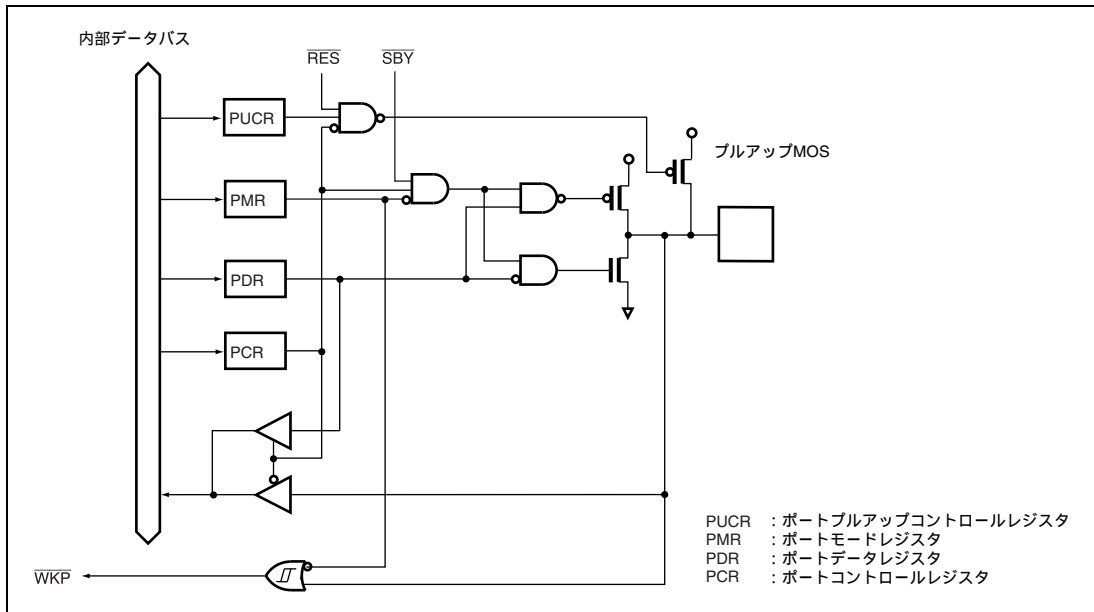 内部データバス
RES
SBY
PUCR
プルアップMOS
PMR
PDR
PCR
PUCR :ポートプルアップコントロールレジスタ
PMR :ポートモードレジスタ
PDR :ポートデータレジスタ
PCR :ポートコントロールレジスタ
WKP